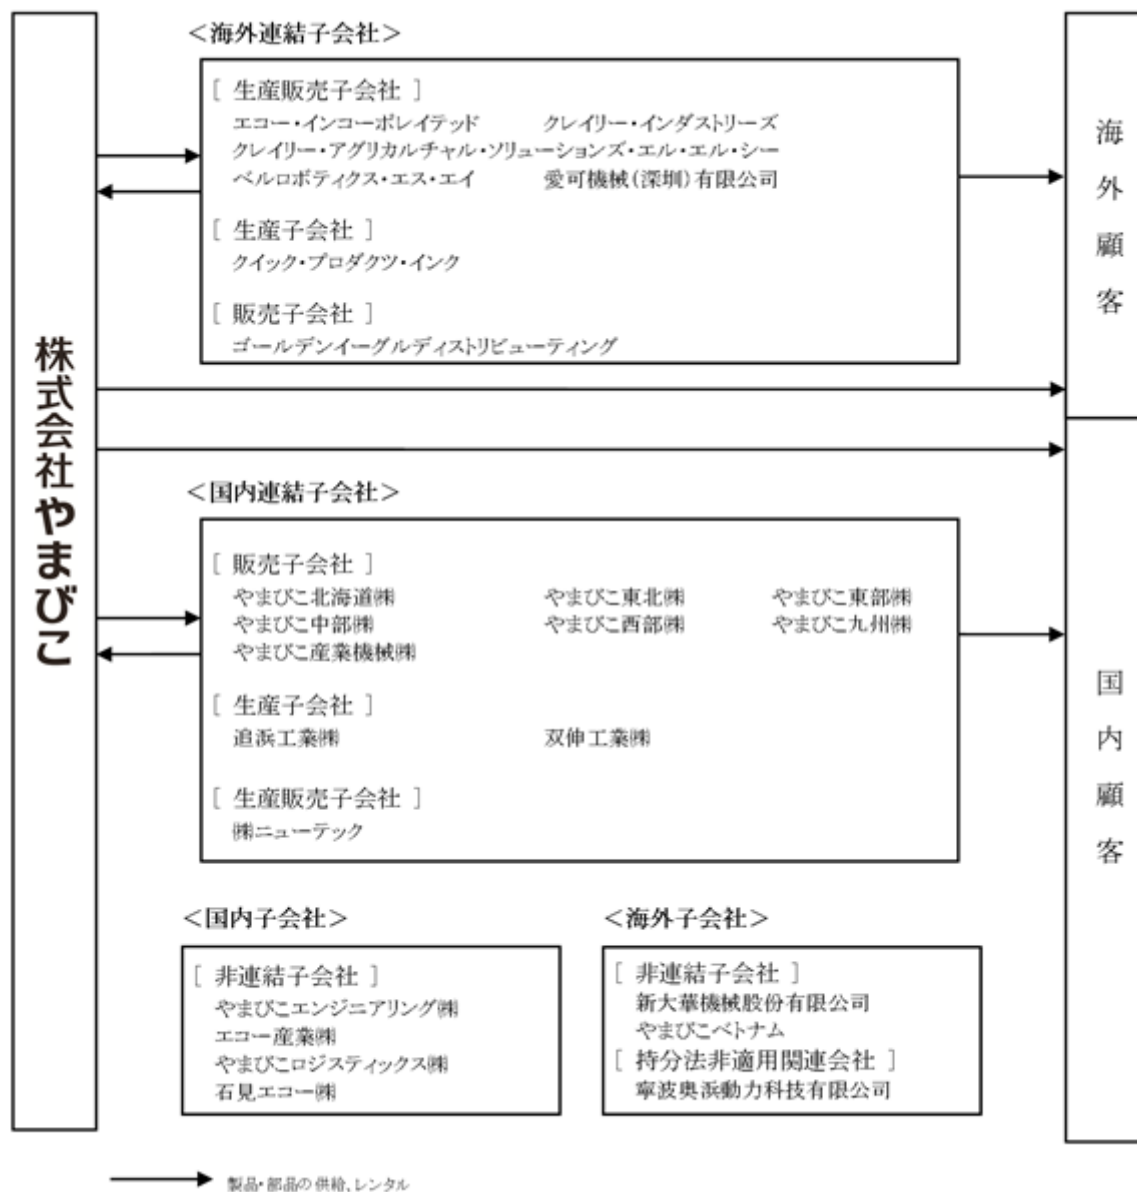 株式会社やまびこ
＜海外連結子会社＞
［ 生産販売子会社 ］
エコー・インコーポレイテッド　クレイリー・インダストリーズ
クレイリー・アグリカルチャル・ソリューションズ・エル・エル・シー
ベルロボティクス・エス・エイ　愛可機械(深圳)有限公司
［ 生産子会社 ］
クイック・プロダクツ・インク
［ 販売子会社 ］
ゴールデンイーグルディストリビューティング
海外顧客
＜国内連結子会社＞
［ 販売子会社 ］
やまびこ北海道㈱　やまびこ東北㈱　やまびこ東部㈱
やまびこ中部㈱　やまびこ西部㈱　やまびこ九州㈱
やまびこ産業機械㈱
［ 生産子会社 ］
追浜工業㈱　双伸工業㈱
［ 生産販売子会社 ］
㈱ニューテック
国内顧客
＜国内子会社＞
［ 非連結子会社 ］
やまびこエンジニアリング㈱
エコー産業㈱
やまびこロジスティックス㈱
石見エコー㈱
＜海外子会社＞
［ 非連結子会社 ］
新大華機械股份有限公司
やまびこベトナム
［ 持分法非適用関連会社 ］
寧波奥浜動力科技有限公司
製品・部品の供給、レンタル